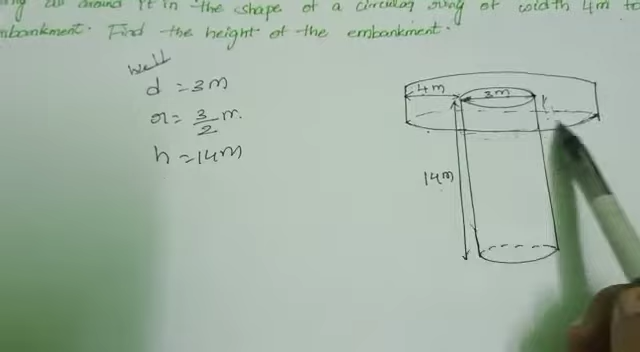 all around it in the shape of a circular ring of width 4m to
embankment. Find the height of the embankment.
Well
d = 3m
r = 3/2 m.
h = 14m
4m
3m
14m